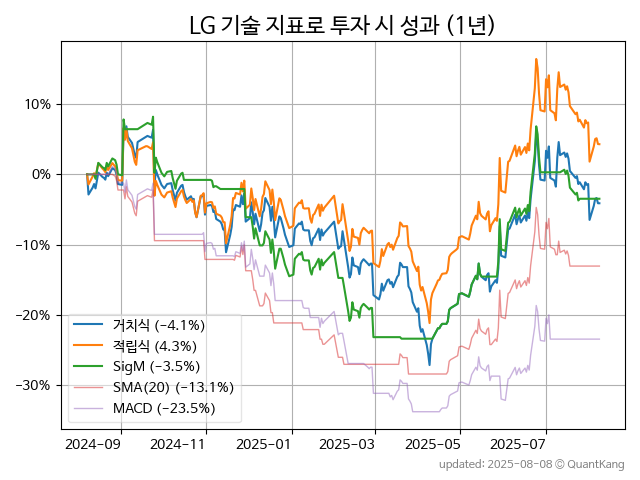 LG 기술 지표로 투자 시 성과 (1년)
10%
0%
−10%
−20%
−30%
거치식 (−4.1%)
적립식 (4.3%)
SigM (−3.5%)
SMA(20) (−13.1%)
MACD (−23.5%)
2024-09 2024-11 2025-01 2025-03 2025-05 2025-07
updated: 2025-08-08 © QuantKang